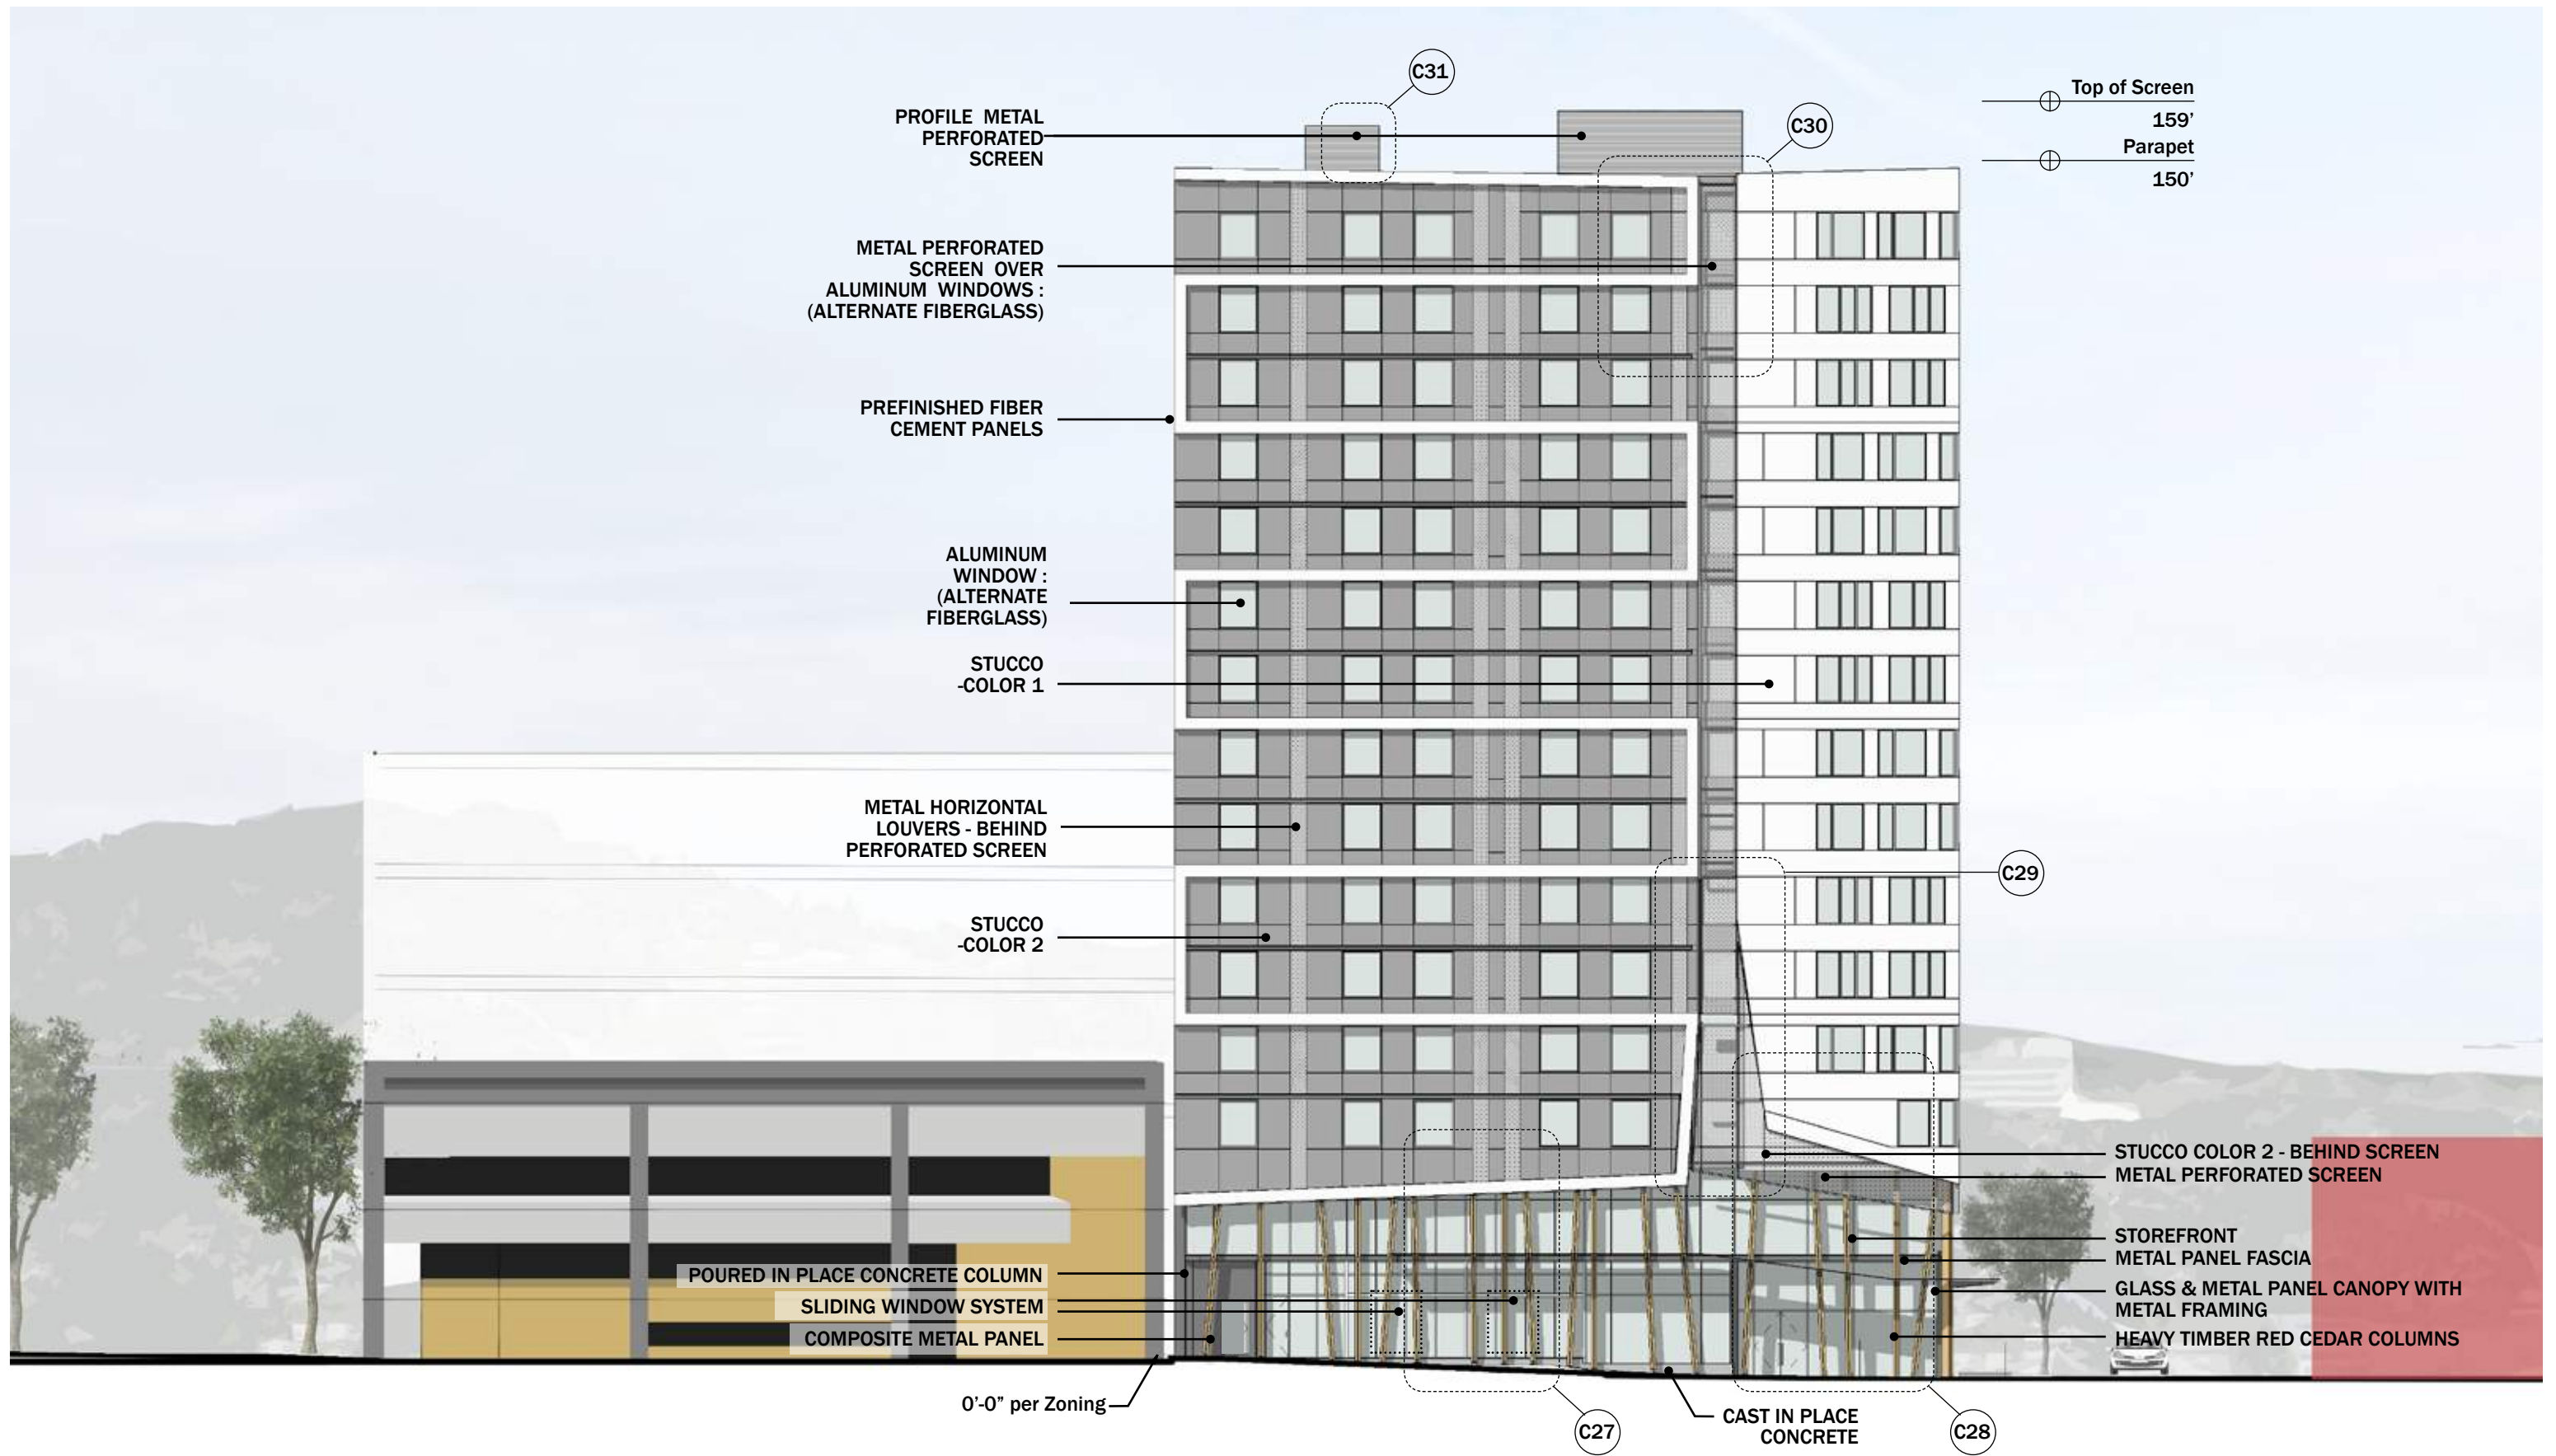 C31
Top of Screen
159’
Parapet
150’
PROFILE METAL
PERFORATED
SCREEN
C30
METAL PERFORATED
SCREEN OVER
ALUMINUM WINDOWS :
(ALTERNATE FIBERGLASS)
PREFINISHED FIBER
CEMENT PANELS
ALUMINUM
WINDOW :
(ALTERNATE
FIBERGLASS)
STUCCO
-COLOR 1
METAL HORIZONTAL
LOUVERS - BEHIND
PERFORATED SCREEN
C29
STUCCO
-COLOR 2
STUCCO COLOR 2 - BEHIND SCREEN
METAL PERFORATED SCREEN
STOREFRONT
METAL PANEL FASCIA
GLASS & METAL PANEL CANOPY WITH
METAL FRAMING
HEAVY TIMBER RED CEDAR COLUMNS
POURED IN PLACE CONCRETE COLUMN
SLIDING WINDOW SYSTEM
COMPOSITE METAL PANEL
0’-0” per Zoning
C27
CAST IN PLACE
CONCRETE
C28